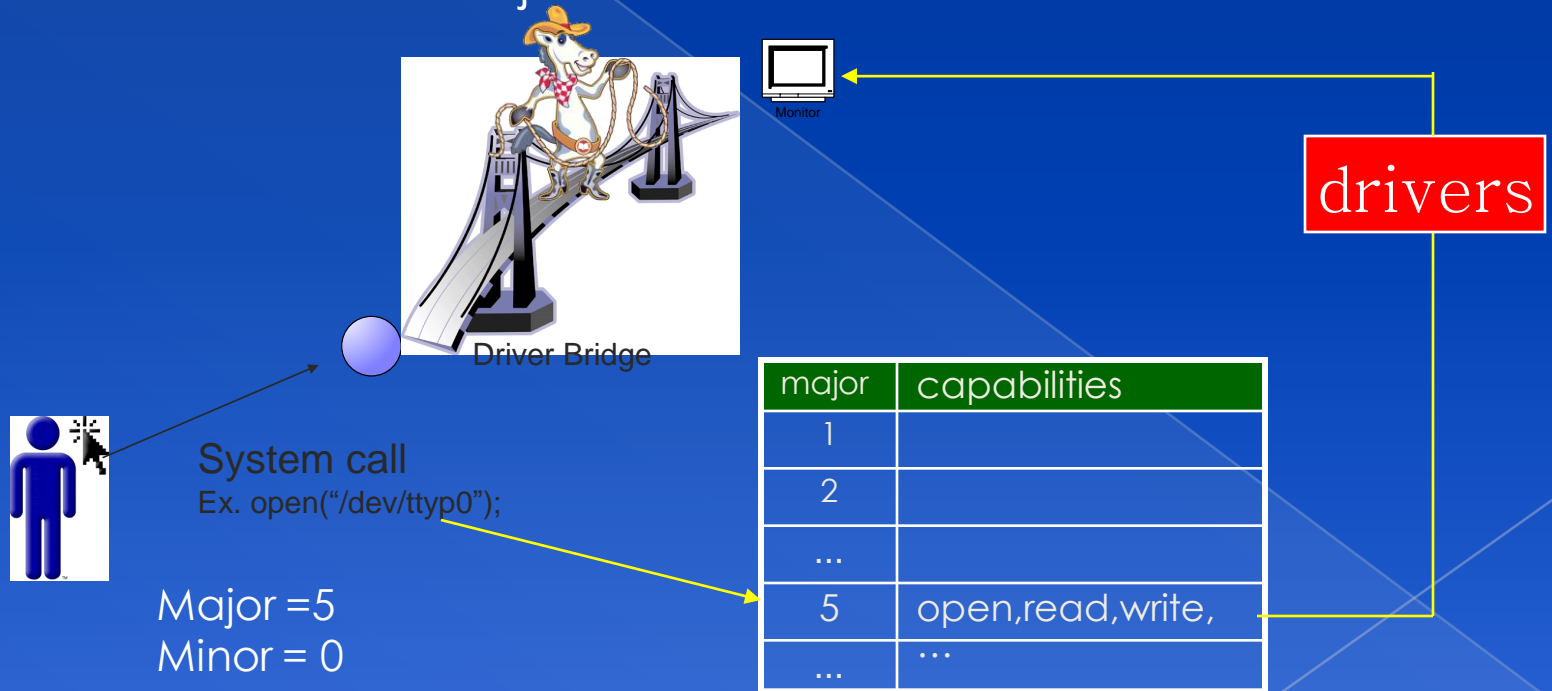 Monitor
drivers
Driver Bridge
System call
Ex. open(“/dev/ttyp0”);
Major =5
Minor = 0
major capabilities
1
2
...
5 open,read,write,
...
...